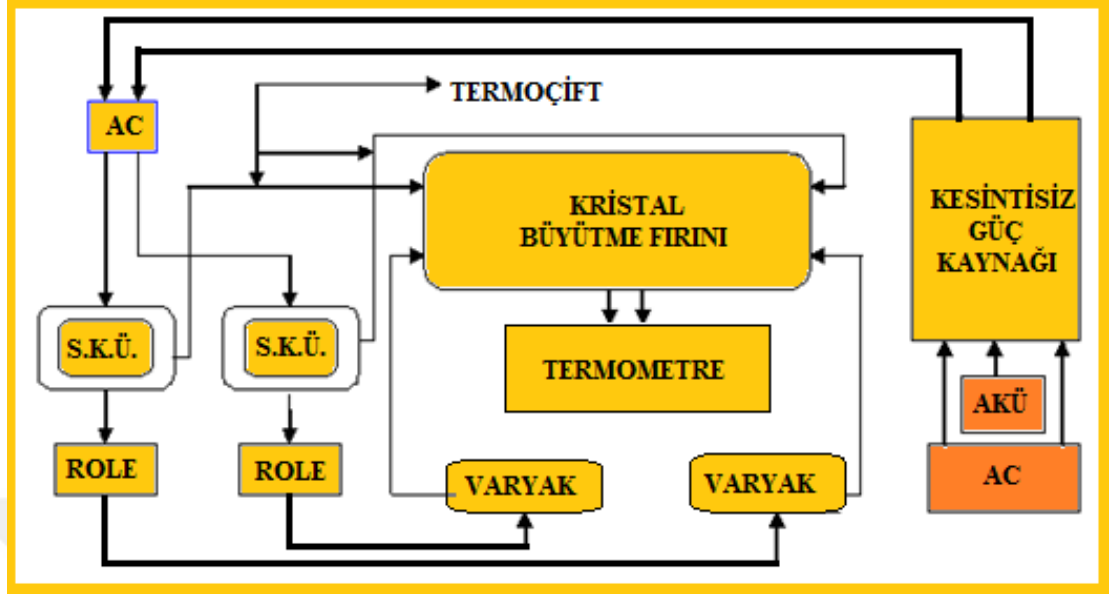 TERMOÇİFT
AC
KRİSTAL
BÜYÜTME FIRINI
KESİNTİSİZ
GÜÇ
KAYNAĞI
S.K.Ü.
S.K.Ü.
TERMOMETRE
AKÜ
ROLE
ROLE
VARYAK
VARYAK
AC